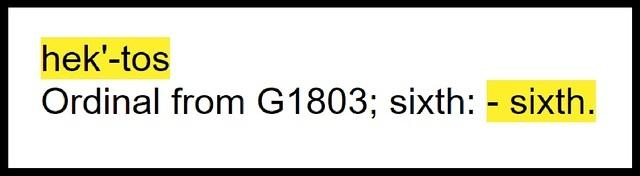 hek'-tos
Ordinal from G1803; sixth: - sixth.